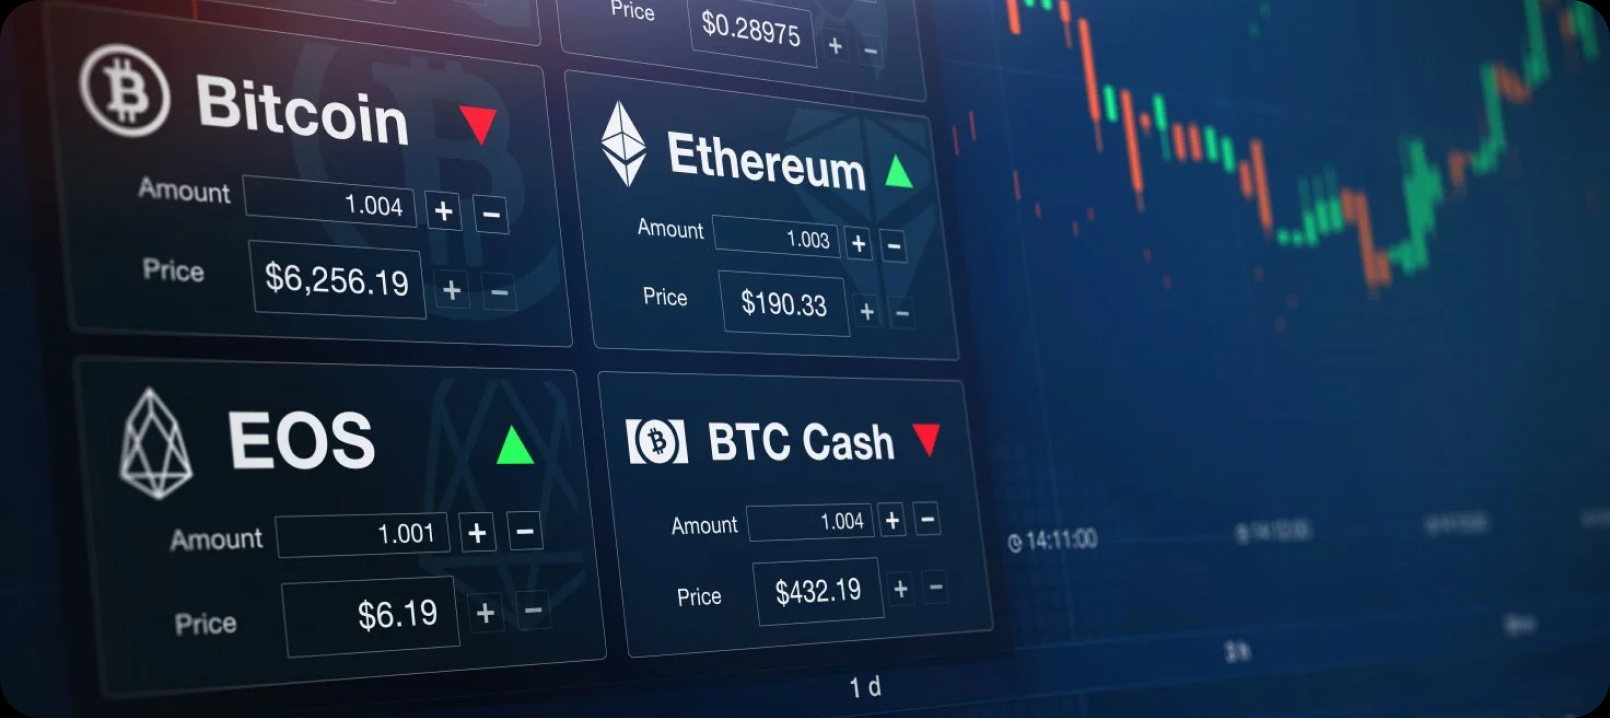 Price $0.28975 + −
Bitcoin
Amount 1.004 + −
Price $6,256.19 + −
Ethereum
Amount 1.003 + −
Price $190.33 + −
EOS
Amount 1.001 + −
Price $6.19 + −
BTC Cash
Amount 1.004 + −
Price $432.19 + −
14:11:00
3h
1 d